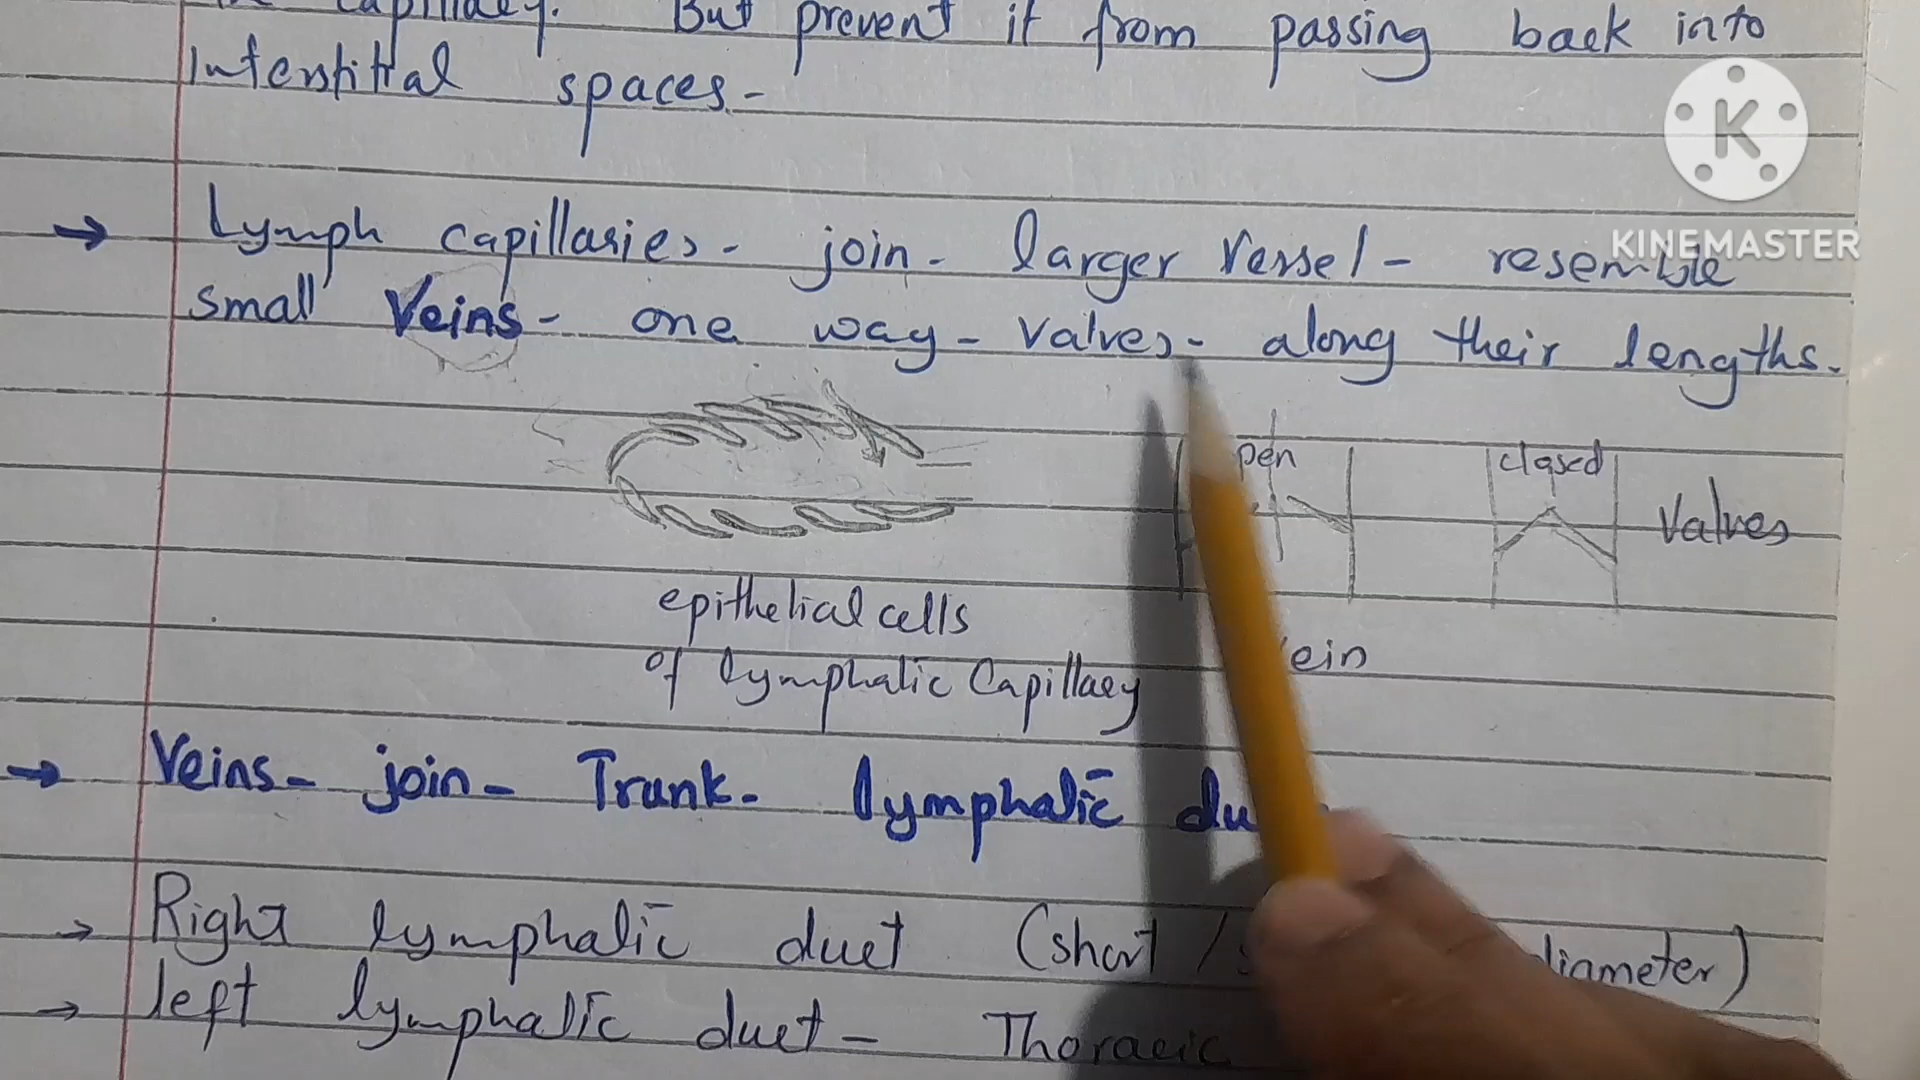 capillary. But prevent it from passing back into
Interstitial spaces-
K
KINEMASTER
→ Lymph capillaries- join- larger vessel- resemble
small Veins- one way- valves- along their lengths.
pen
closed
Valves
epithelial cells
of lymphatic Capillary
ein
→ Veins- join- Trunk- lymphatic du
→ Right lymphatic duct (short / diameter)
→ left lymphatic duct- Thoracic